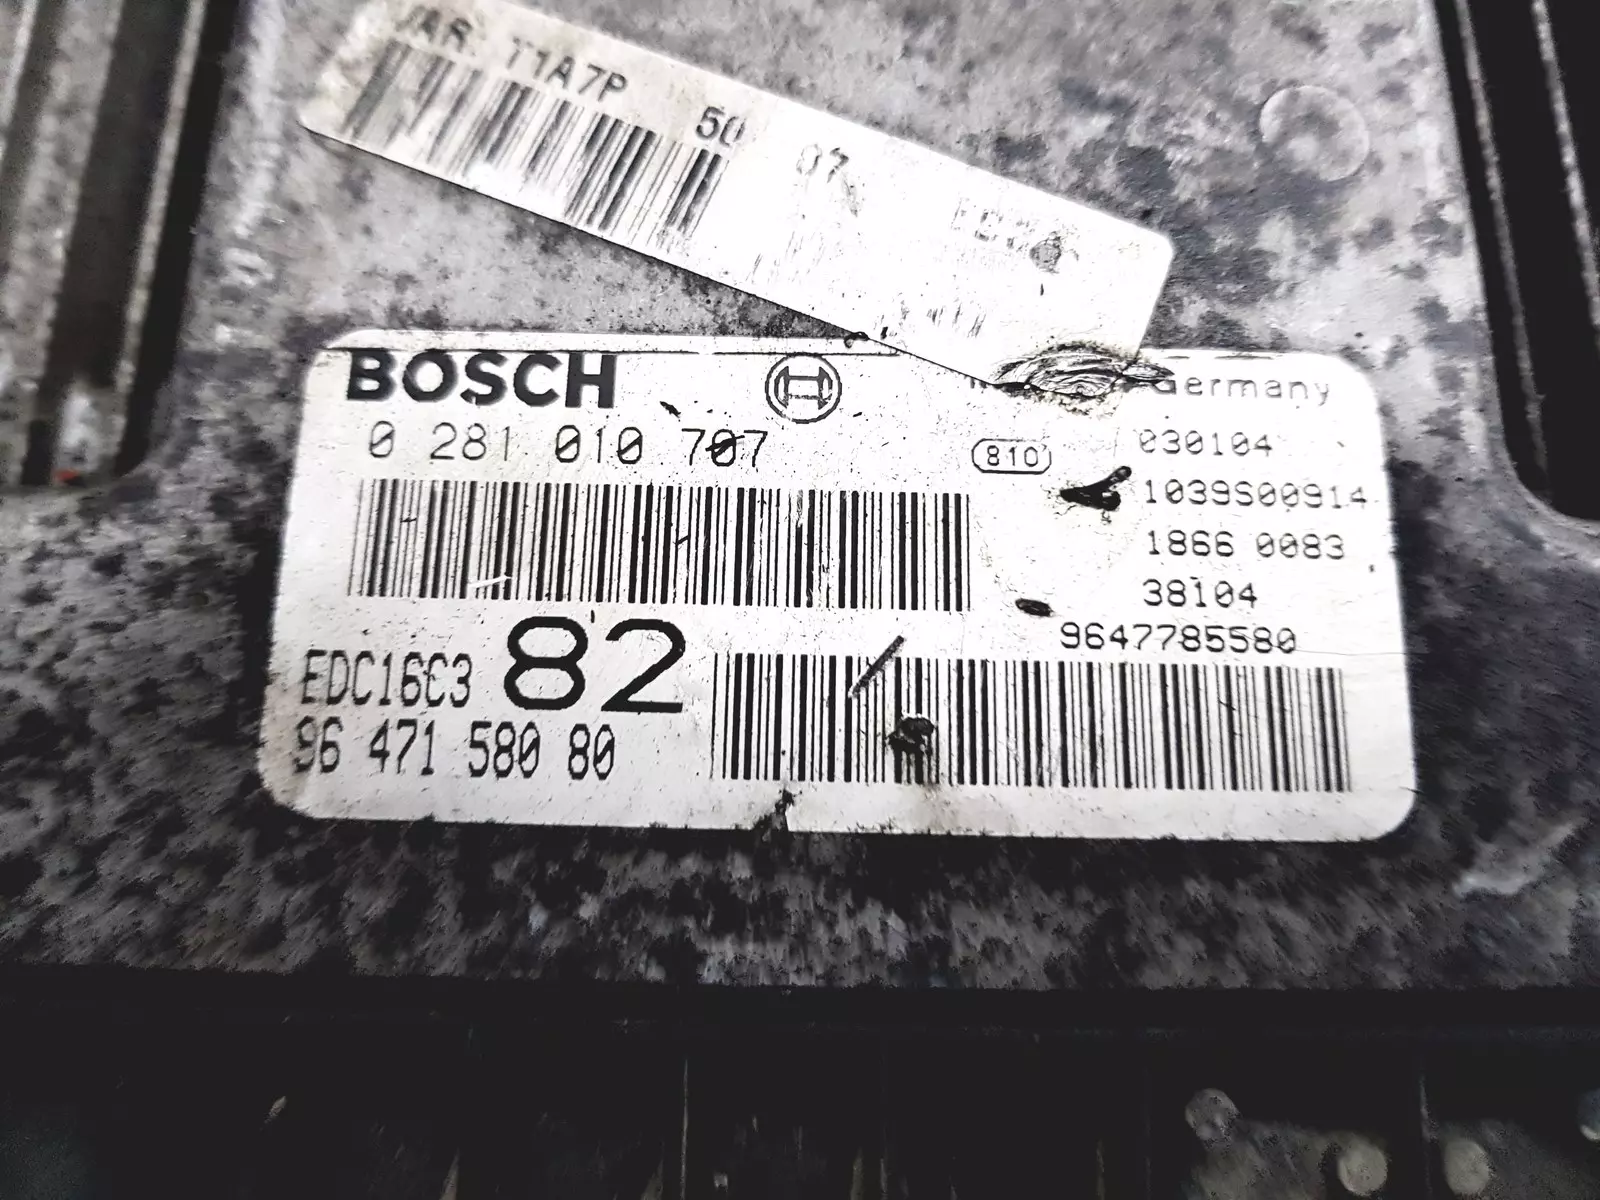 T1A7P 50 07
BOSCH
Germany
0 281 010 707
810
030104
1039S00914
1866 0083
38104
9647785580
EDC16C3 82
96 471 580 80